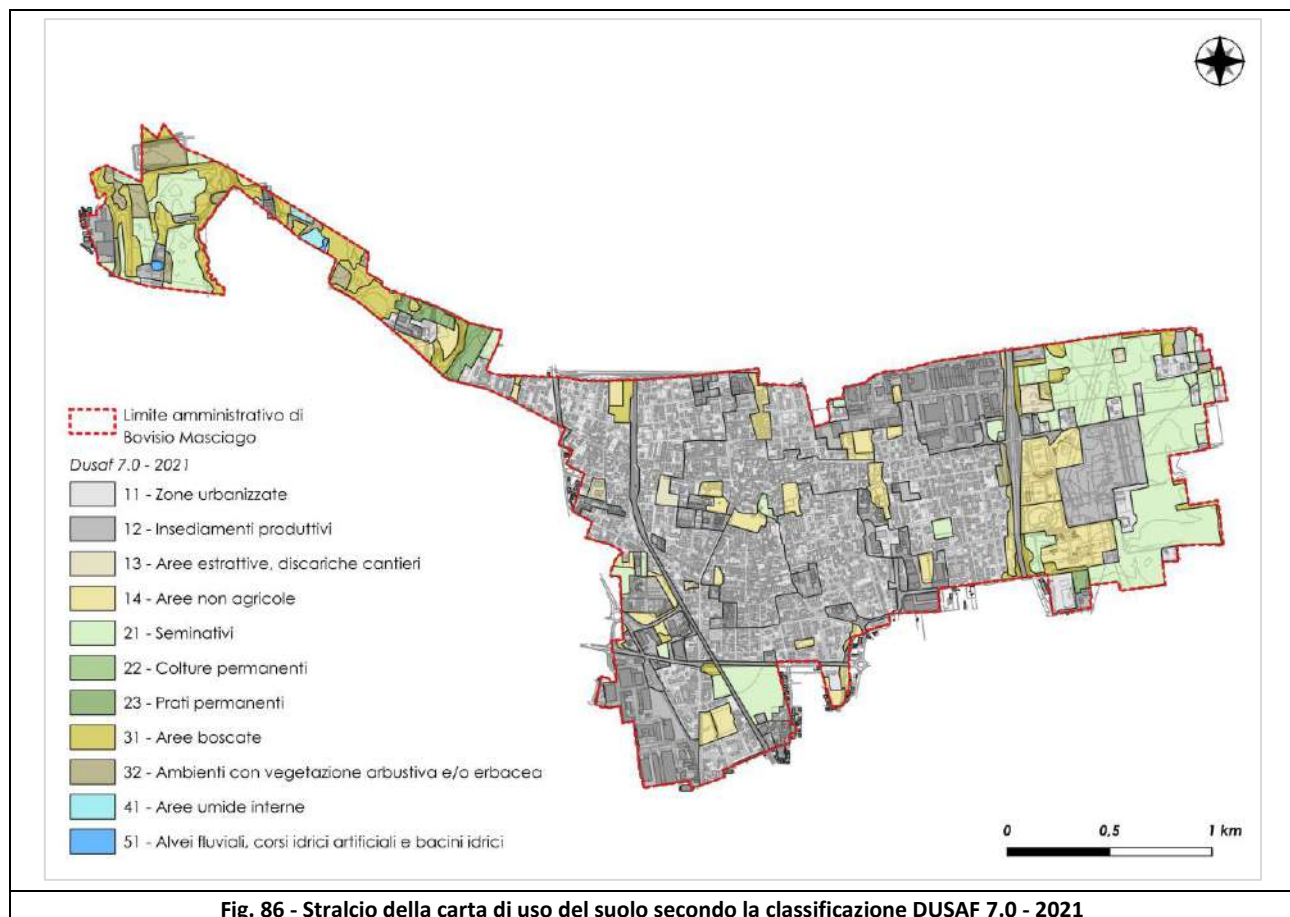 Limite amministrativo di
Bovisio Masciago
Dusaf 7.0 - 2021
11 - Zone urbanizzate
12 - Insediamenti produttivi
13 - Aree estrattive, discariche cantieri
14 - Aree non agricole
21 - Seminativi
22 - Colture permanenti
23 - Prati permanenti
31 - Aree boscate
32 - Ambienti con vegetazione arbustiva e/o erbacea
41 - Aree umide interne
51 - Alvei fluviali, corsi idrici artificiali e bacini idrici
0 0,5 1 km
Fig. 86 - Stralcio della carta di uso del suolo secondo la classificazione DUSAF 7.0 - 2021